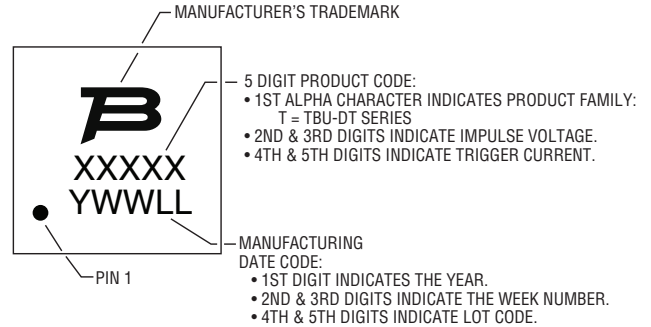 MANUFACTURER'S TRADEMARK
5 DIGIT PRODUCT CODE:
• 1ST ALPHA CHARACTER INDICATES PRODUCT FAMILY:
T = TBU-DT SERIES
• 2ND & 3RD DIGITS INDICATE IMPULSE VOLTAGE.
• 4TH & 5TH DIGITS INDICATE TRIGGER CURRENT.
XXXXX
YWWLL
MANUFACTURING
DATE CODE:
• 1ST DIGIT INDICATES THE YEAR.
• 2ND & 3RD DIGITS INDICATE THE WEEK NUMBER.
• 4TH & 5TH DIGITS INDICATE LOT CODE.
PIN 1